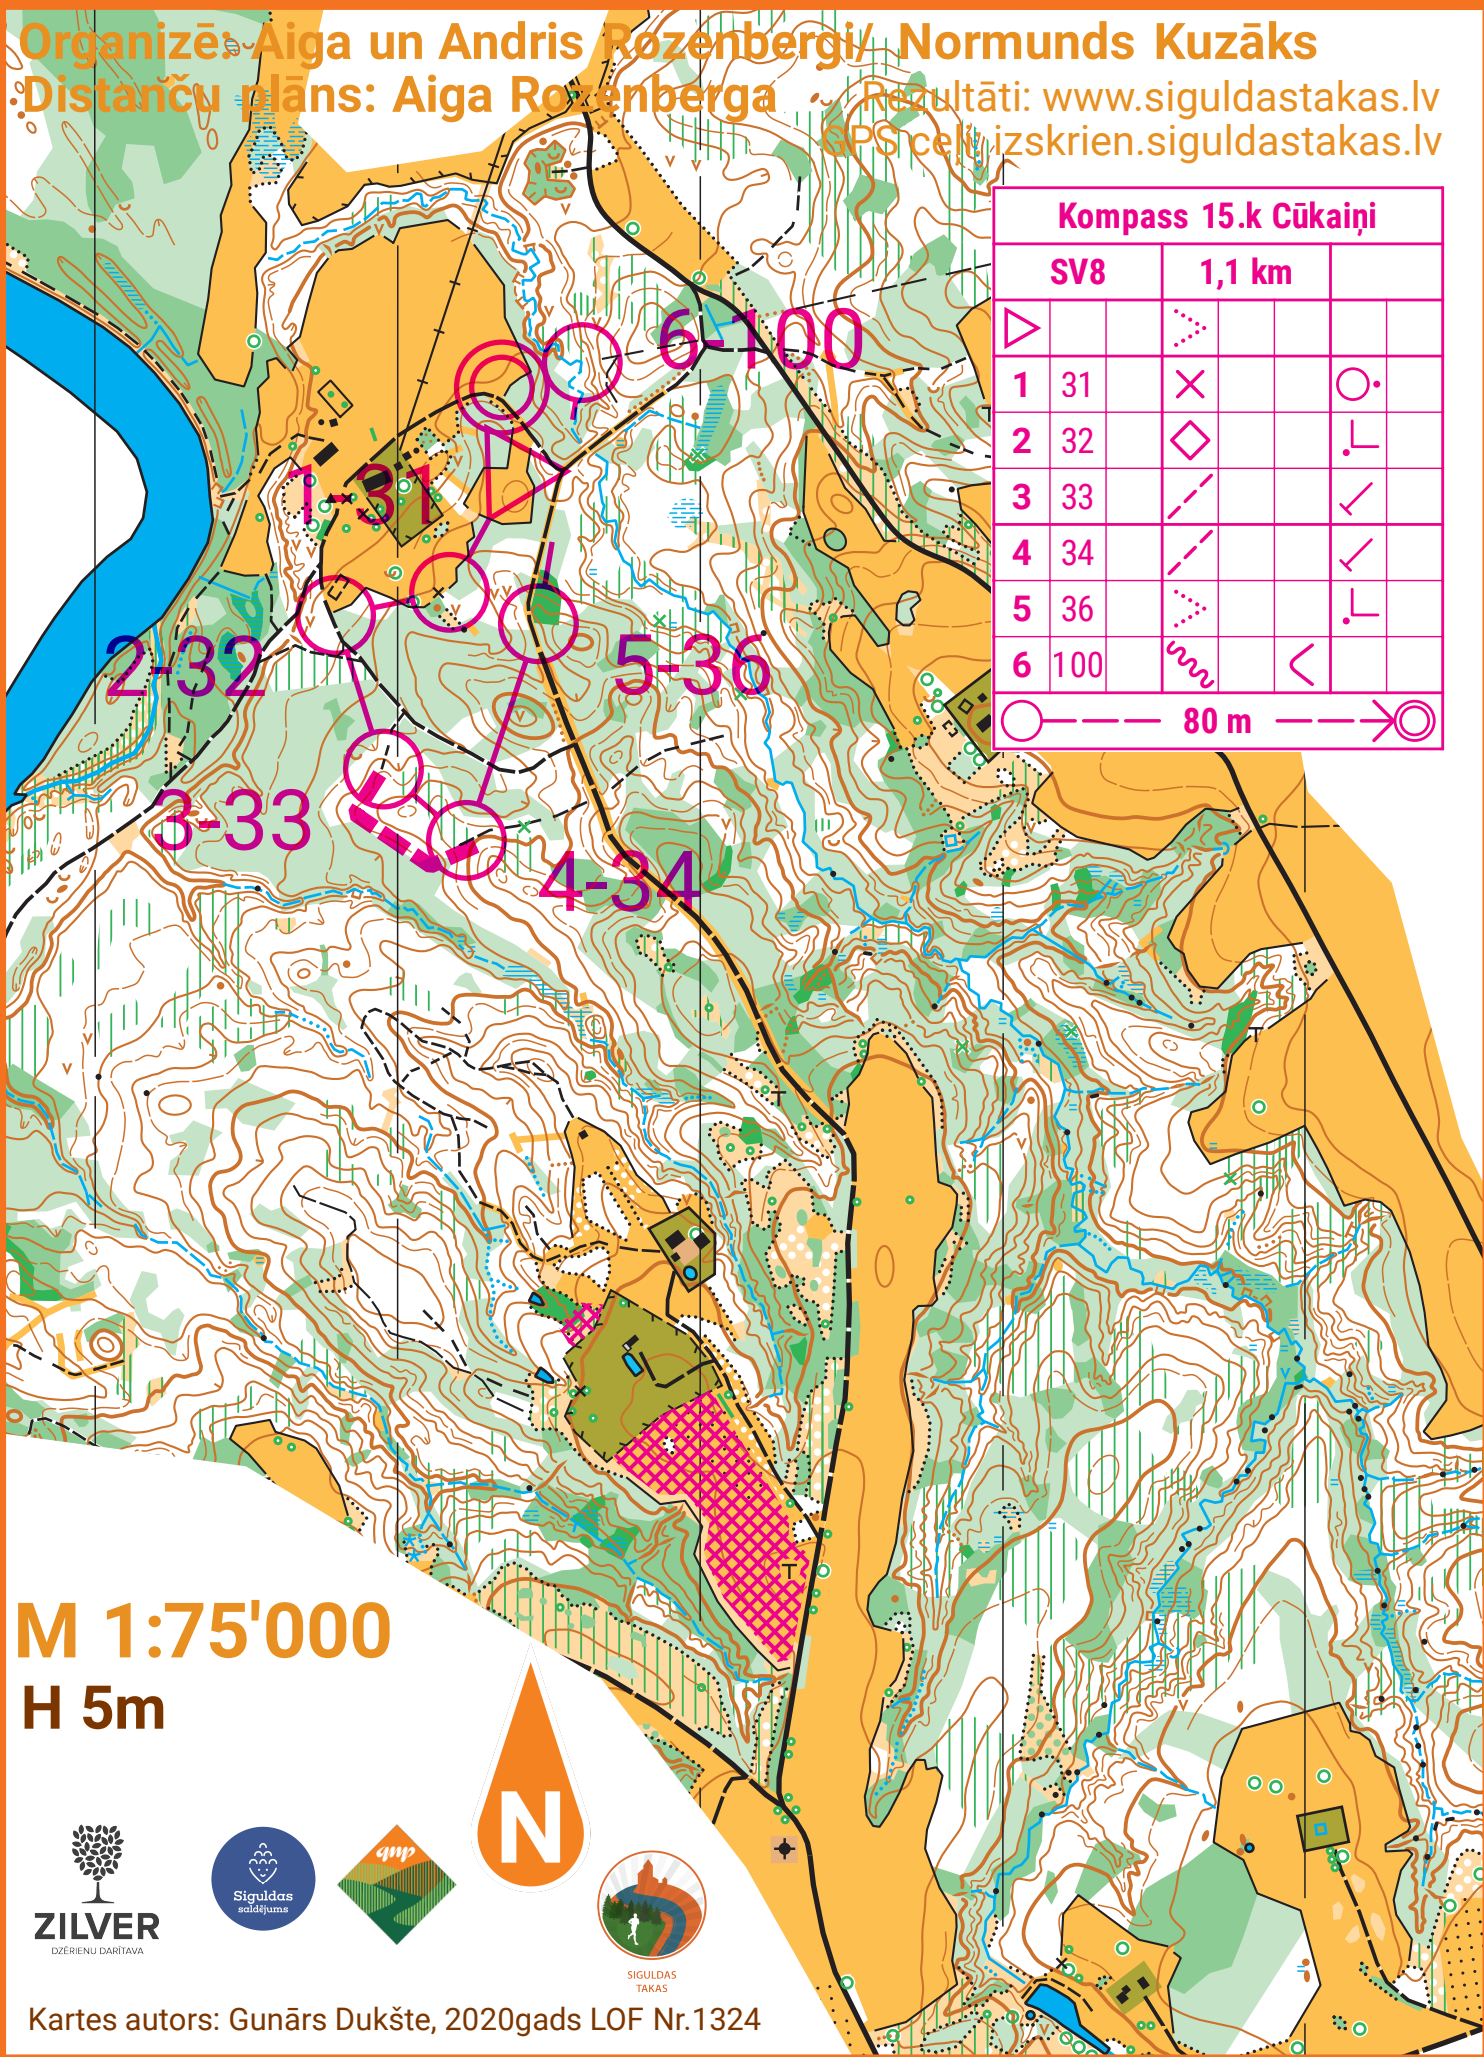 Organizē: Aiga un Andris Rozenbergi/ Normunds Kuzāks
Distanču plāns: Aiga Rozenberga
Rezultāti: www.siguldastakas.lv
GPS ceļi: izskrien.siguldastakas.lv
Kompass 15.k Cūkaiņi
SV8 1,1 km
1 31
2 32
3 33
4 34
5 36
6 100
80 m
6-100
1-31
2-32
5-36
3-33
4-34
M 1:75'000
H 5m
N
ZILVER
DZĒRIENU DARĪTAVA
Siguldas
saldējums
qnp
SIGULDAS
TAKAS
Kartes autors: Gunārs Dukšte, 2020gads LOF Nr.1324